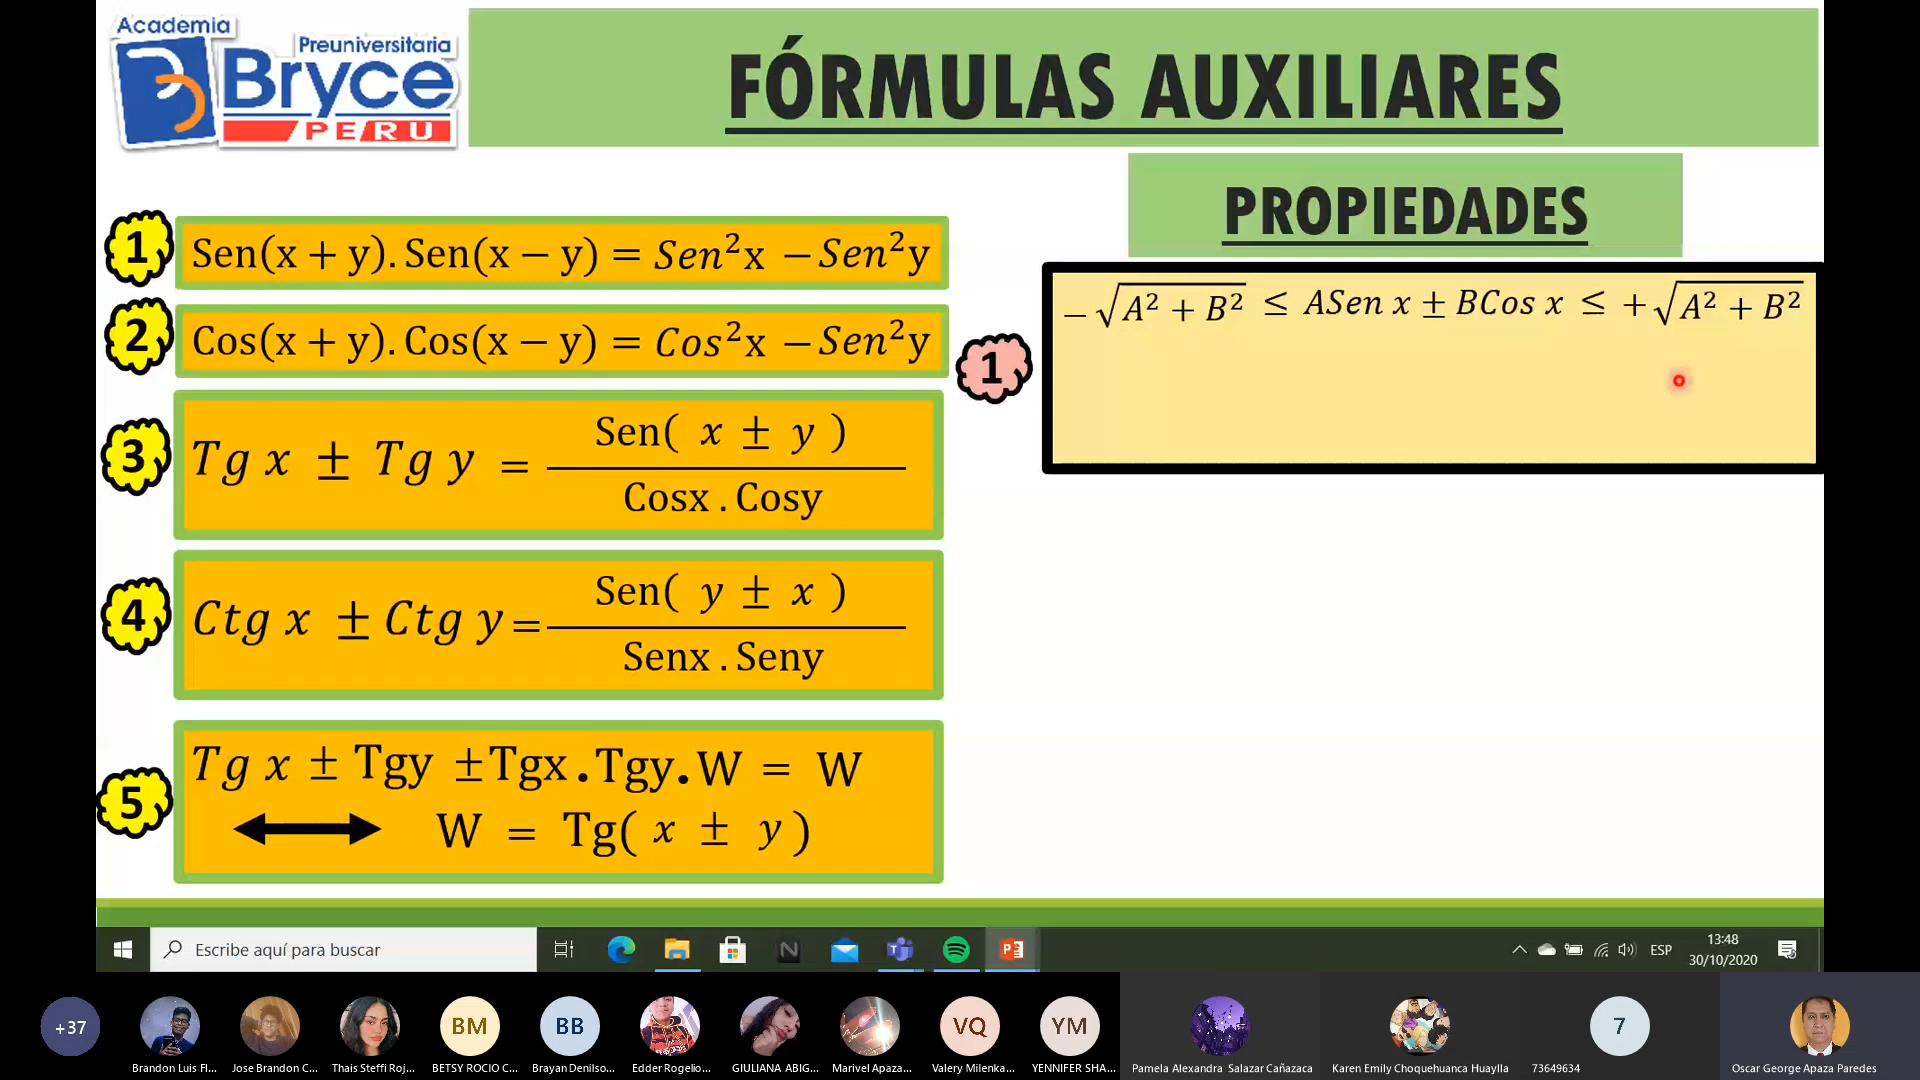 Academia
Preuniversitaria
Bryce
PERU
FÓRMULAS AUXILIARES
PROPIEDADES
1 Sen(x + y). Sen(x − y) = Sen²x − Sen²y
2 Cos(x + y). Cos(x − y) = Cos²x − Sen²y
3 Tg x ± Tg y = Sen( x ± y ) / Cosx . Cosy
4 Ctg x ± Ctg y = Sen( y ± x ) / Senx . Seny
5 Tg x ± Tgy ±Tgx.Tgy.W = W
W = Tg( x ± y )
1 −√(A² + B²) ≤ ASen x ± BCos x ≤ +√(A² + B²)
Escribe aquí para buscar
ESP
13:48
30/10/2020
+37
BM
BB
VQ
YM
7
Brandon Luis Fl...
Jose Brandon C...
Thais Steffi Roj...
BETSY ROCIO C...
Brayan Denilso...
Edder Rogelio...
GIULIANA ABIG...
Marivel Apaza...
Valery Milenka...
YENNIFER SHA...
Pamela Alexandra Salazar Cañazaca
Karen Emily Choquehuanca Huaylla
73649634
Oscar George Apaza Paredes